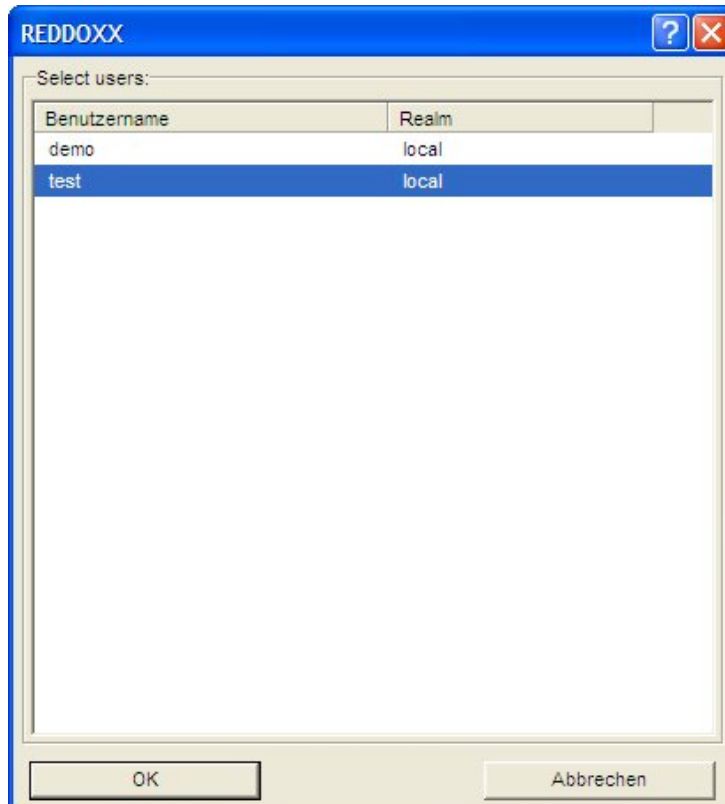 REDDOXX
Select users:
Benutzername Realm
demo local
test local
OK Abbrechen